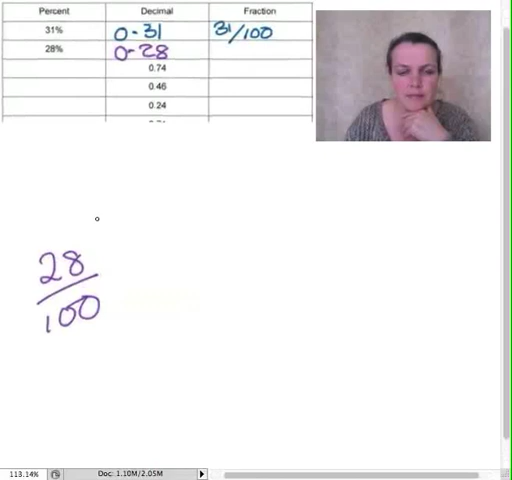 Percent Decimal Fraction
31% 0.31 31/100
28% 0.28
0.74
0.46
0.24
28
100
113.14% Doc: 1.10M/2.05M